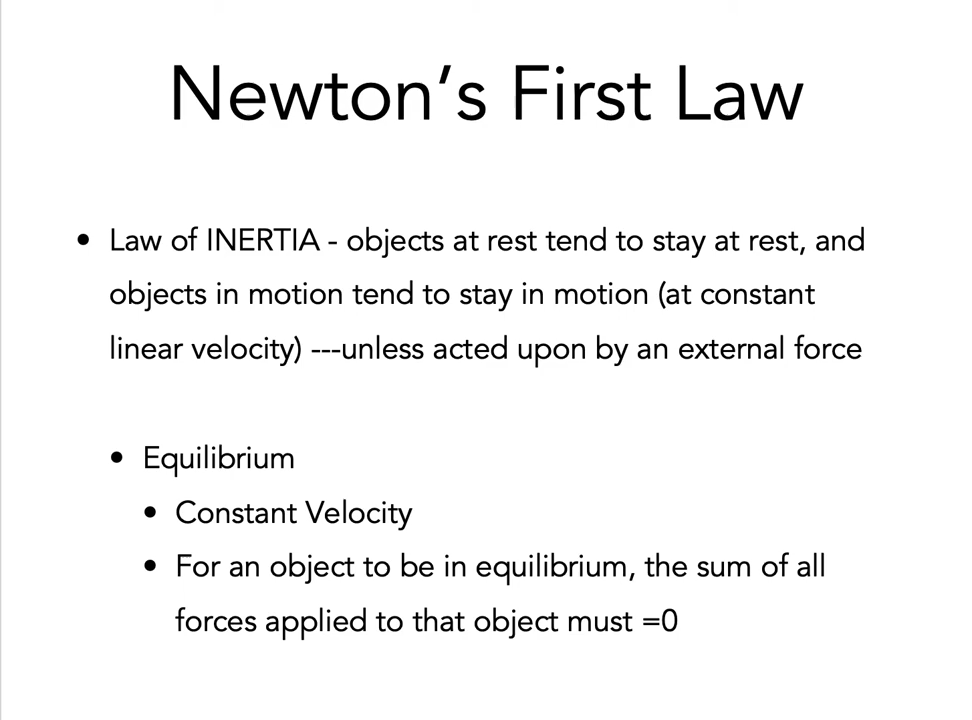 Newton’s First Law
• Law of INERTIA - objects at rest tend to stay at rest, and
objects in motion tend to stay in motion (at constant
linear velocity) ---unless acted upon by an external force
• Equilibrium
• Constant Velocity
• For an object to be in equilibrium, the sum of all
forces applied to that object must =0